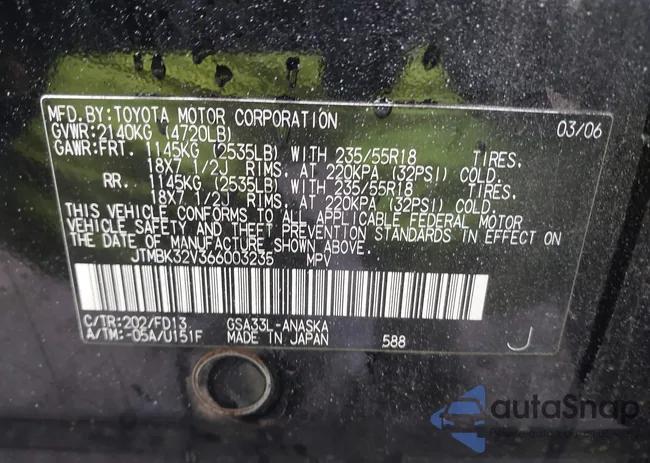 MFD.BY:TOYOTA MOTOR CORPORATION 03/06
GVWR:2140KG (4720LB)
GAWR:FRT. 1145KG (2535LB) WITH 235/55R18 TIRES.
18X7 1/2J RIMS. AT 220KPA (32PSI) COLD.
RR. 1145KG (2535LB) WITH 235/55R18 TIRES.
18X7 1/2J RIMS. AT 220KPA (32PSI) COLD.
THIS VEHICLE CONFORMS TO ALL APPLICABLE FEDERAL MOTOR
VEHICLE SAFETY AND THEFT PREVENTION STANDARDS IN EFFECT ON
THE DATE OF MANUFACTURE SHOWN ABOVE.
JTMBK32V366003235 MPV
C/TR:202/FD13 GSA33L-ANASKA
A/TM:-05A/U151F MADE IN JAPAN 588 J
autoSnap